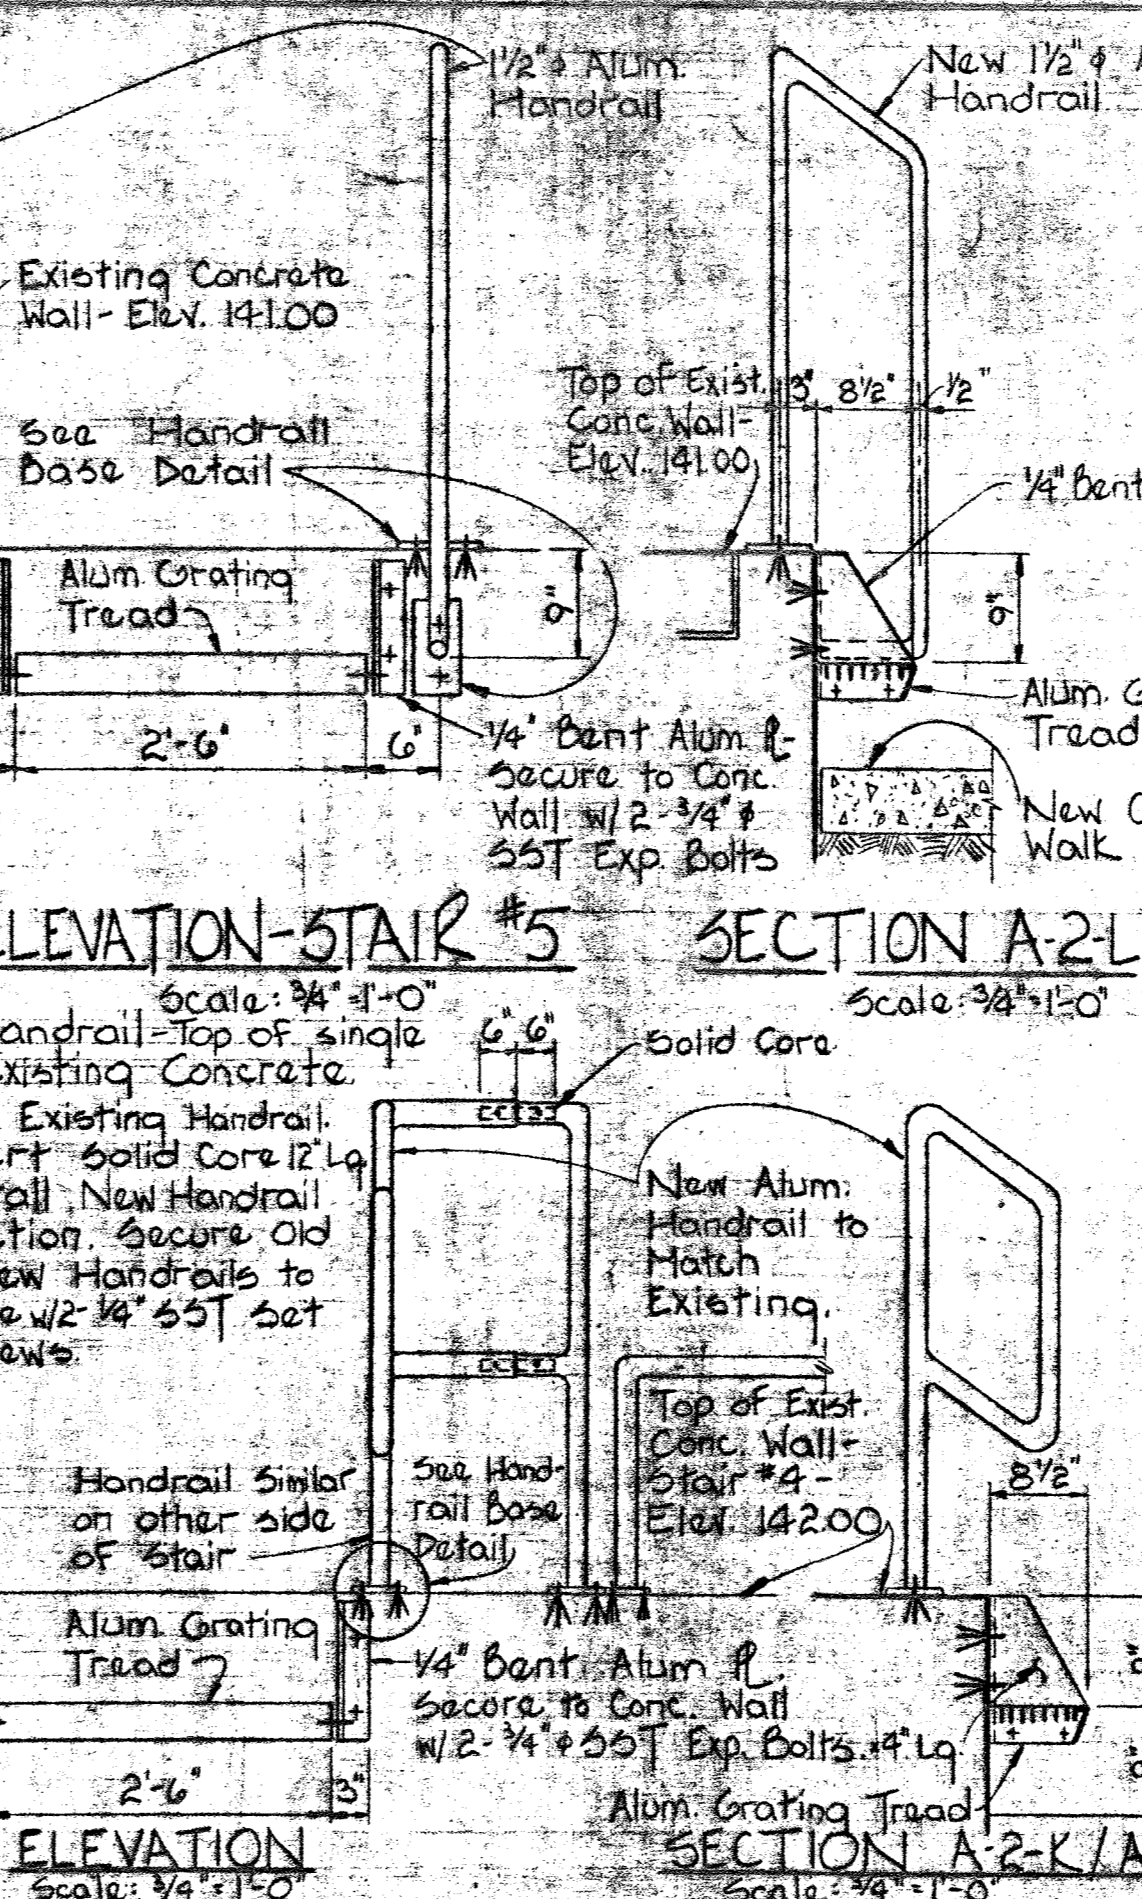 1½" ϕ Alum.
Handrail
New 1½" ϕ
Handrail
Existing Concrete
Wall - Elev. 141.00
See Handrail
Base Detail
Top of Exist.
Conc. Wall-
Elev. 141.00
3" 8½" ½"
¼" Bent
Alum. Grating
Tread
9"
9"
2'-6" 6"
¼" Bent Alum ℞-
Secure to Conc.
Wall w/ 2-¾" ϕ
SST Exp. Bolts
Alum.
Tread
New
Walk
ELEVATION-STAIR #5
Scale: ¾"=1'-0"
SECTION A-2-L
Scale: ¾"=1'-0"
andrail-Top of single
xisting Concrete.
Existing Handrail.
ert Solid Core 12" Lg
all New Handrail
tion. Secure Old
ew Handrails to
e w/2-¼" SST Set
ews.
6" 6"
Solid Core
New Alum.
Handrail to
Match
Existing.
Top of Exist.
Conc. Wall-
Stair #4-
Elev. 142.00
8½"
Handrail Similar
on other side
of Stair
See Hand-
rail Base
Detail
Alum. Grating
Tread
¼" Bent Alum ℞.
Secure to Conc. Wall
w/ 2-¾" ϕ SST Exp. Bolts ×4" Lg.
Alum. Grating Tread
2'-6" 3"
ELEVATION
Scale: ¾"=1'-0"
SECTION A-2-K/A
Scale: ¾"=1'-0"